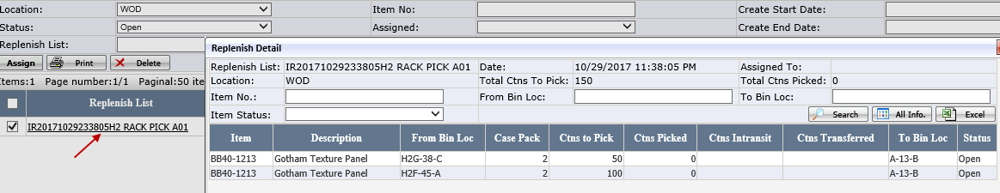 Location: WOD Item No: Create Start Date:
Status: Open Assigned: Create End Date:
Replenish List:
Assign Print Delete
Items:1 Page number:1/1 Paginal:50 ite
Replenish List
IR20171029233805H2 RACK PICK A01
Replenish Detail
Replenish List: IR20171029233805H2 RACK PICK A01 Date: 10/29/2017 11:38:05 PM Assigned To:
Location: WOD Total Ctns To Pick: 150 Total Ctns Picked: 0
Item No.: From Bin Loc: To Bin Loc:
Item Status: Search All Info. Excel
Item Description From Bin Loc Case Pack Ctns to Pick Ctns Picked Ctns Intransit Ctns Transferred To Bin Loc Status
BB40-1213 Gotham Texture Panel H2G-38-C 2 50 0 A-13-B Open
BB40-1213 Gotham Texture Panel H2F-45-A 2 100 0 A-13-B Open